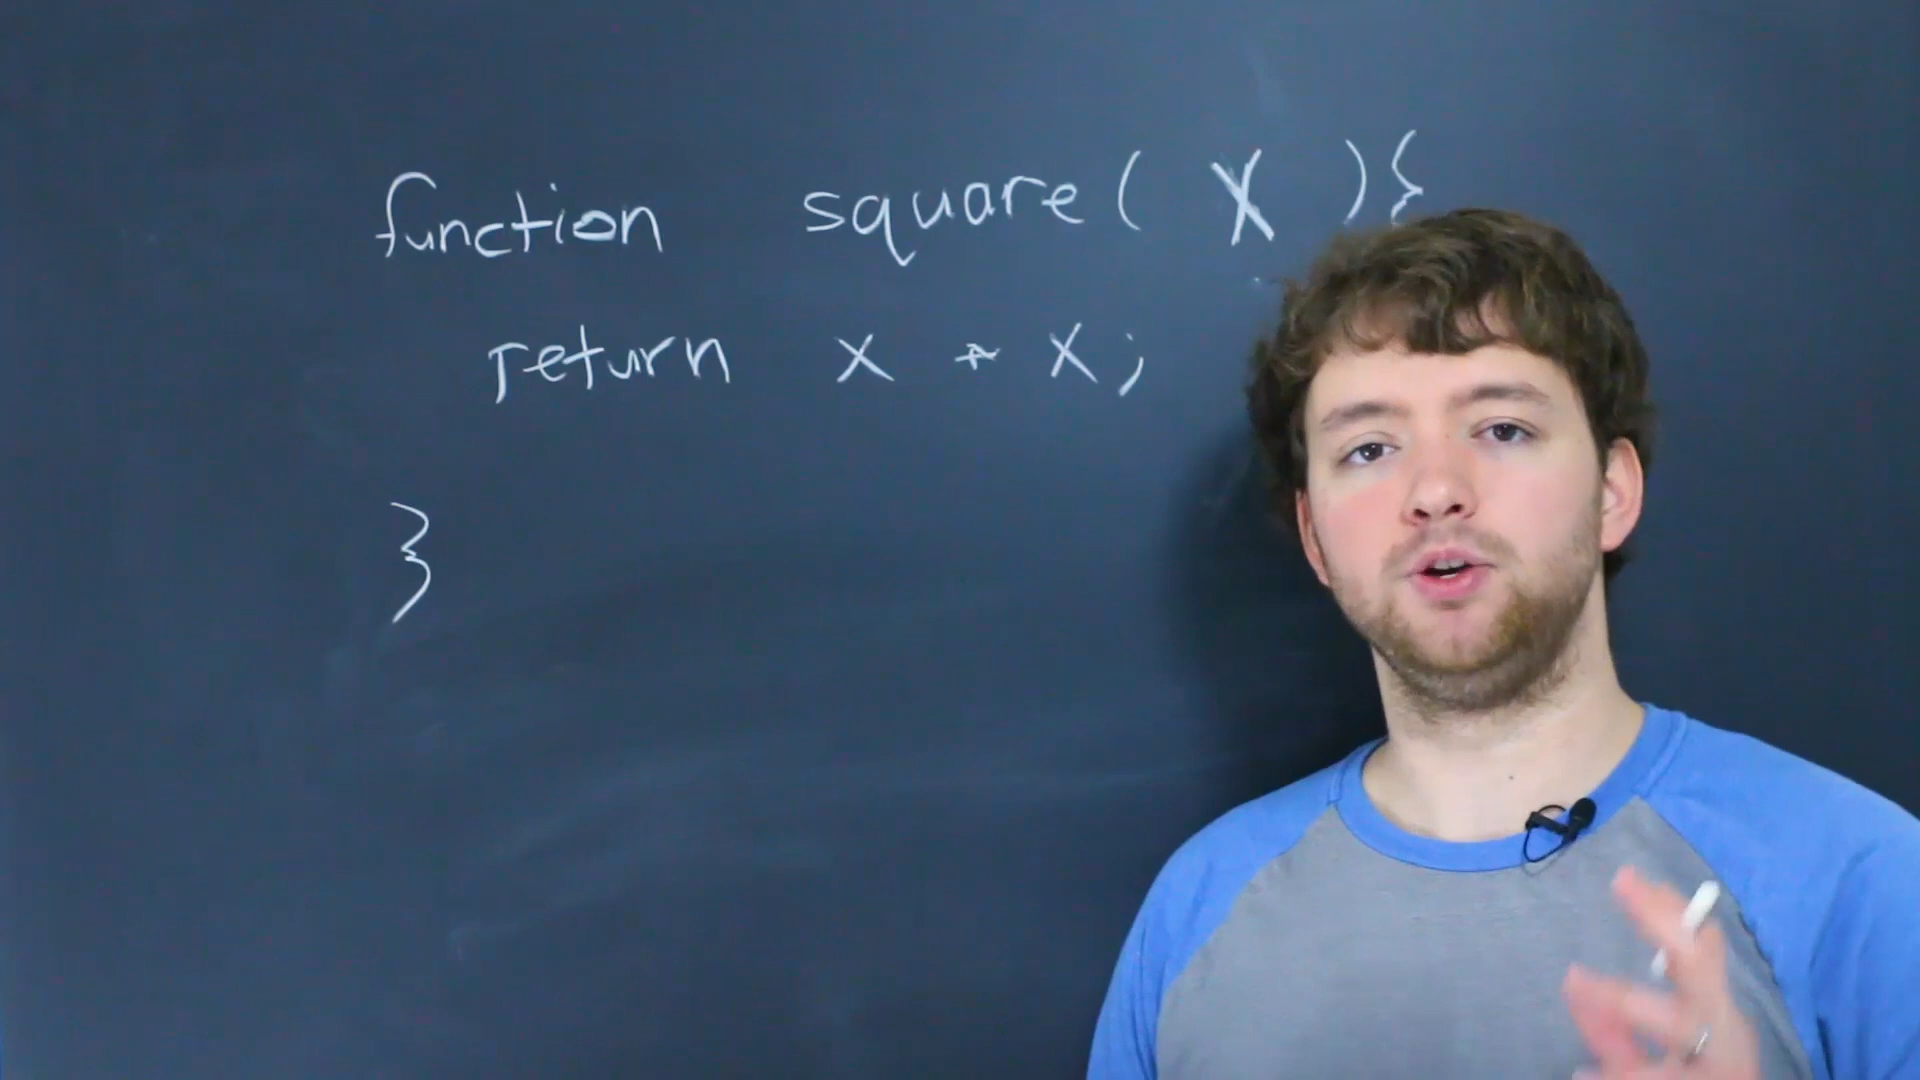 function square( X ){
return x * x;
}